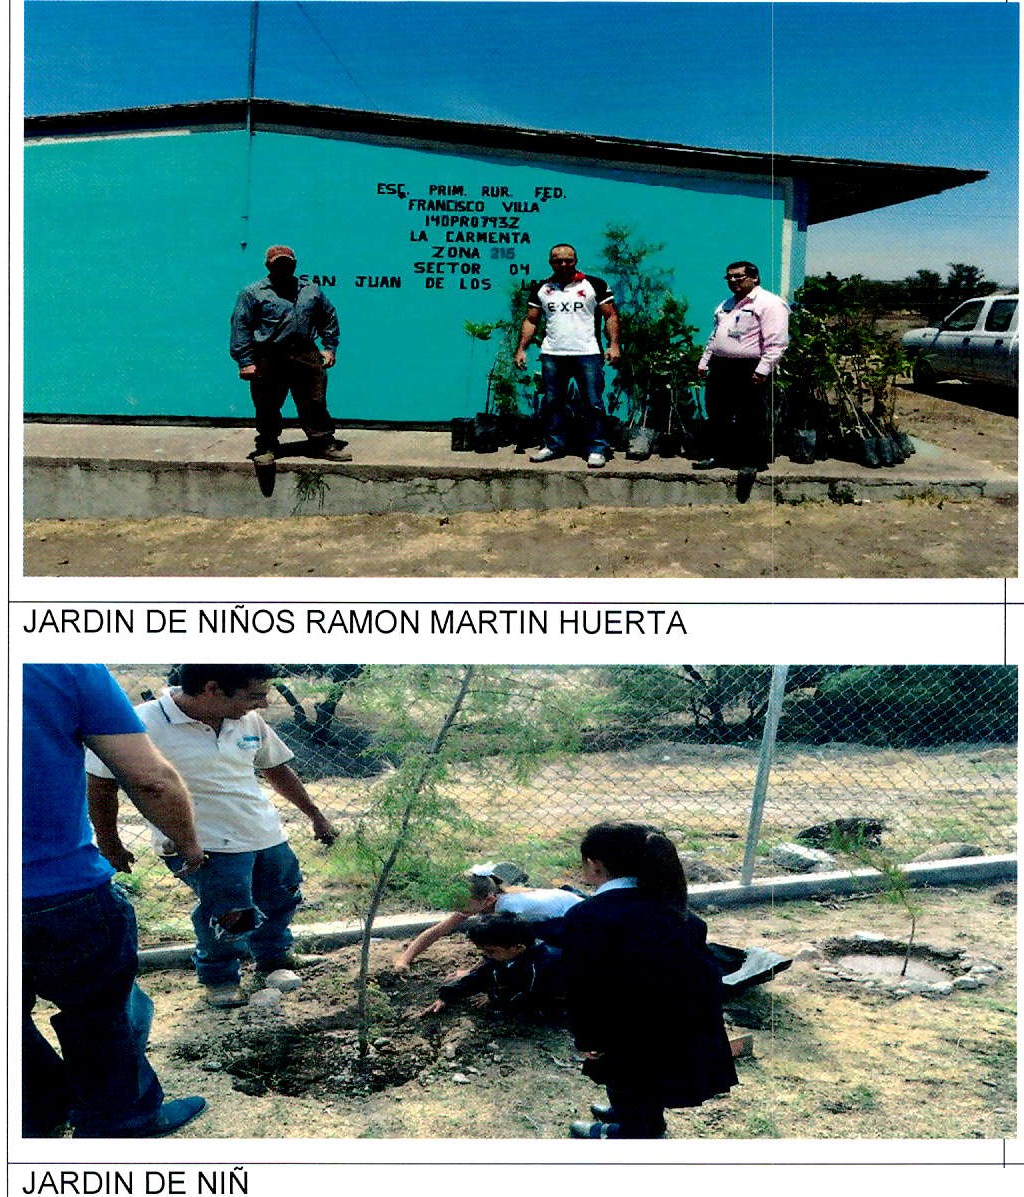 ESC. PRIM. RUR. FED.
"FRANCISCO VILLA"
14DPR0793Z
LA CARMENTA
ZONA 215
SECTOR 04
SAN JUAN DE LOS
E.X.P.
JARDIN DE NIÑOS RAMON MARTIN HUERTA
JARDIN DE NIÑ